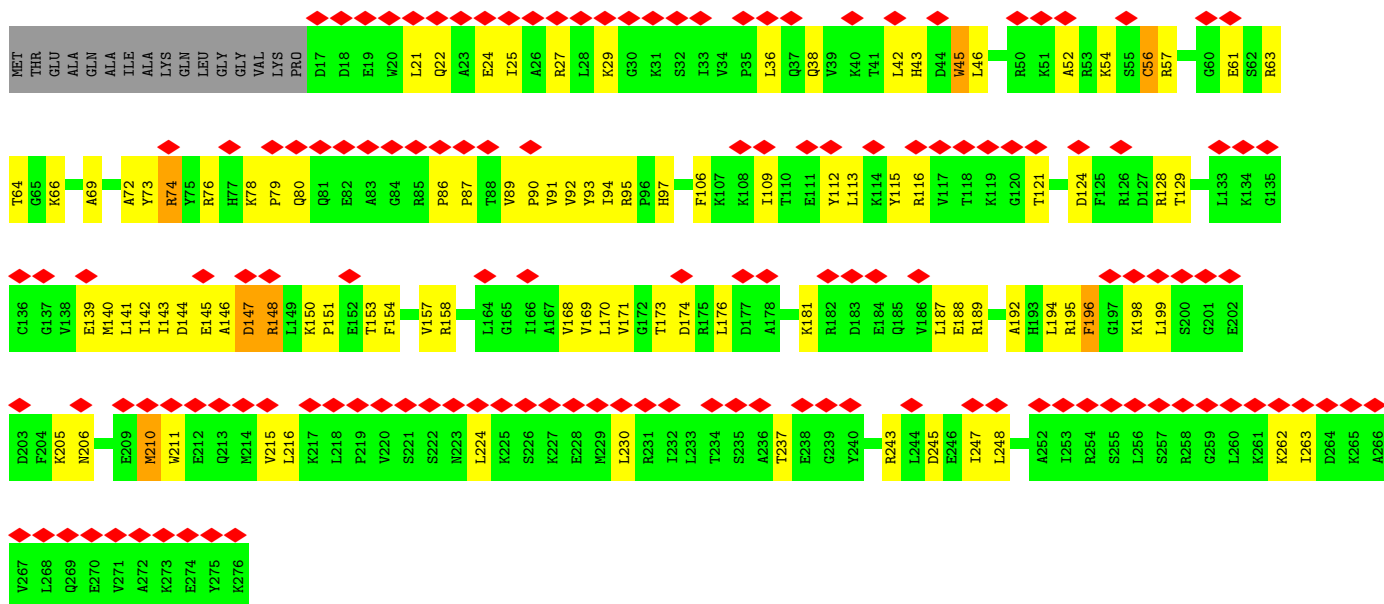 MET THR GLU ALA GLN ALA ILE ALA LYS GLN LEU GLY GLY VAL LYS PRO D17 D18 E19 W20 L21 Q22 A23 E24 I25 A26 R27 L28 K29 G30 K31 S32 I33 V34 P35 L36 Q37 Q38 V39 K40 T41 L42 H43 D44 W45 L46 R50 K51 A52 R53 K54 S55 C56 R57 G60 E61 S62 R63
T64 G65 K66 A69 A72 Y73 R74 Y75 R76 H77 K78 P79 Q80 Q81 E82 A83 G84 R85 P86 P87 T88 V89 P90 V91 V92 Y93 I94 R95 P96 H97 F106 K107 K108 I109 T110 E111 Y112 L113 K114 Y115 R116 V117 T118 K119 G120 T121 D124 F125 R126 D127 R128 T129 L133 K134 G135
C136 G137 V138 E139 M140 L141 I142 I143 D144 E145 A146 D147 R148 L149 K150 P151 E152 T153 F154 V157 R158 L164 G165 I166 A167 V168 V169 L170 V171 G172 T173 D174 R175 L176 D177 A178 K181 R182 D183 E184 Q185 V186 L187 E188 R189 A192 H193 L194 R195 F196 G197 K198 L199 S200 G201 E202
D203 F204 K205 N206 E209 M210 W211 E212 Q213 M214 V215 L216 K217 L218 P219 V220 S221 S222 N223 L224 K225 S226 K227 E228 M229 L230 R231 I232 L233 T234 S235 A236 T237 E238 G239 Y240 R243 L244 D245 E246 I247 L248 A252 I253 R254 S255 L256 S257 R258 G259 L260 K261 K262 I263 D264 K265 A266
V267 L268 Q269 E270 V271 A272 K273 E274 Y275 K276